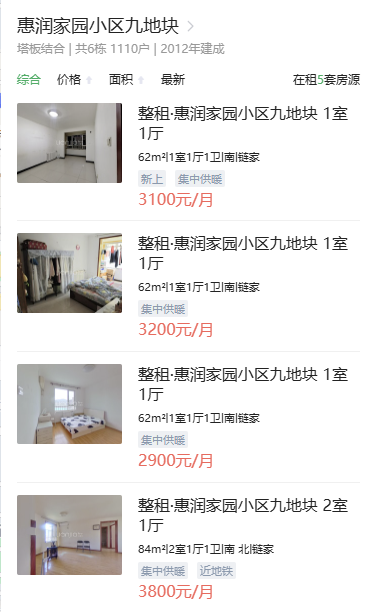 惠润家园小区九地块
塔板结合 | 共6栋 1110户 | 2012年建成
综合 价格 面积 最新 在租5套房源
整租·惠润家园小区九地块 1室
1厅
62m²|1室1厅1卫|南|链家
新上 集中供暖
3100元/月
整租·惠润家园小区九地块 1室
1厅
62m²|1室1厅1卫|南|链家
集中供暖
3200元/月
整租·惠润家园小区九地块 1室
1厅
62m²|1室1厅1卫|南|链家
集中供暖
2900元/月
整租·惠润家园小区九地块 2室
1厅
84m²|2室1厅1卫|南 北|链家
集中供暖 近地铁
3800元/月